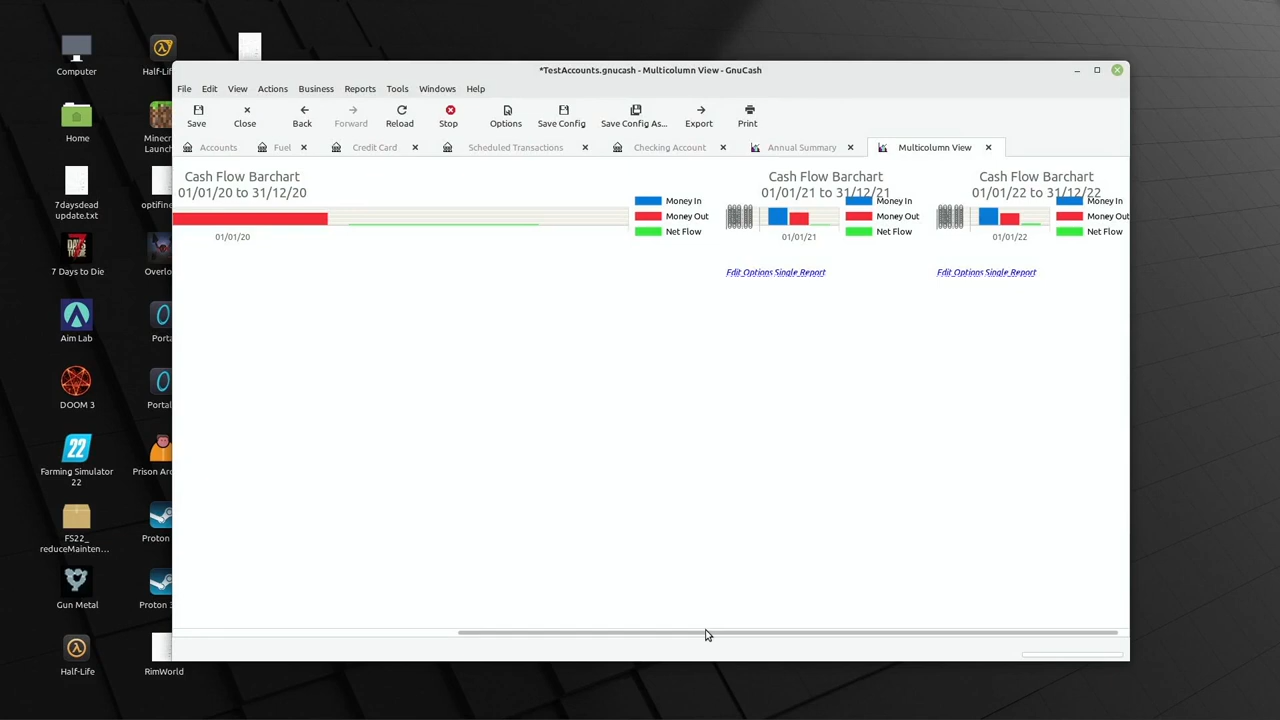 *TestAccounts.gnucash - Multicolumn View - GnuCash
File Edit View Actions Business Reports Tools Windows Help
Save Close Back Forward Reload Stop Options Save Config Save Config As... Export Print
Accounts Fuel Credit Card Scheduled Transactions Checking Account Annual Summary Multicolumn View
Cash Flow Barchart
01/01/20 to 31/12/20
Money In
Money Out
Net Flow
01/01/20
Cash Flow Barchart
01/01/21 to 31/12/21
Money In
Money Out
Net Flow
01/01/21
Edit Options Single Report
Cash Flow Barchart
01/01/22 to 31/12/22
Money In
Money Out
Net Flow
01/01/22
Edit Options Single Report
Computer
Home
7daysdead
update.txt
7 Days to Die
Aim Lab
DOOM 3
Farming Simulator
22
FS22_
reduceMainten...
Gun Metal
Half-Life
Half-Life
Minecr
Launch
optifine
Overlo
Porta
Portal
Prison Arc
Proton
Proton
RimWorld